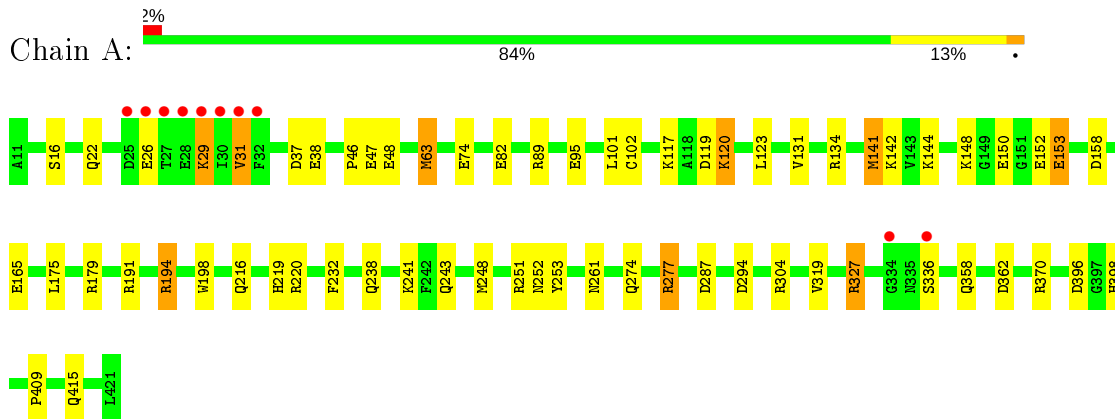 2%
Chain A:
84% 13% •
A11 S16 Q22 D25 E26 T27 E28 K29 I30 V31 F32 D37 E38 P46 E47 E48 M63 E74 E82 R89 E95 L101 C102 K117 A118 D119 K120 L123 V131 R134 M141 K142 V143 K144 K148 G149 E150 G151 E152 E153 D158
E165 L175 R179 R191 R194 W198 Q216 H219 R220 F232 Q238 K241 F242 Q243 M248 R251 N252 Y253 N261 Q274 R277 D287 D294 R304 V319 R327 G334 N335 S336 Q358 D362 R370 D396 G397 H398
P409 Q415 L421